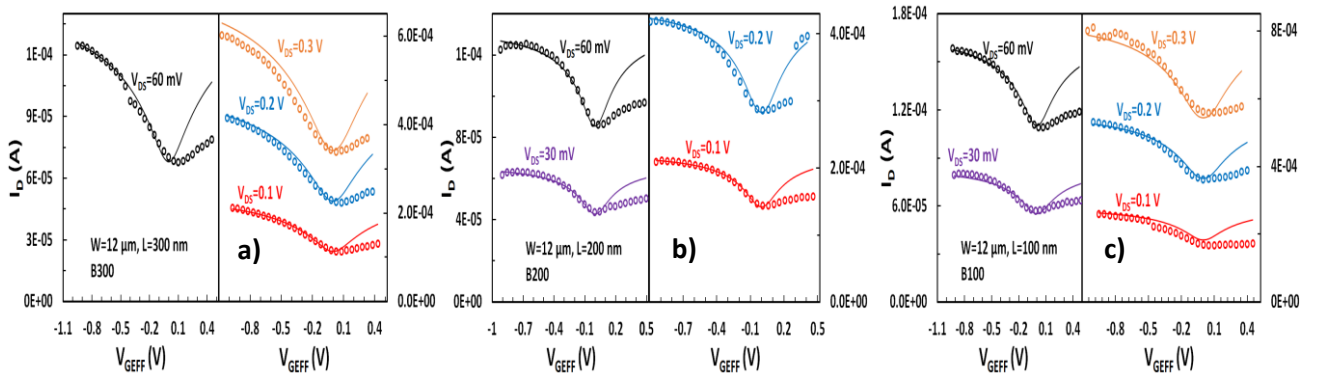 1E-04
9E-05
6E-05
3E-05
0E+00
I_D (A)
V_DS=60 mV
W=12 μm, L=300 nm
B300
-1.1 -0.8 -0.5 -0.2 0.1
V_GEFF (V)
V_DS=0.3 V
V_DS=0.2 V
V_DS=0.1 V
a)
6.0E-04
4.0E-04
2.0E-04
0.0E+00
-0.8 -0.5 -0.2 0.1 0.4
V_GEFF (V)
1E-04
8E-05
6E-05
4E-05
2E-05
0E+00
I_D (A)
V_DS=60 mV
V_DS=30 mV
W=12 μm, L=200 nm
B200
-1 -0.7 -0.4 -0.1 0.2 0.5
V_GEFF (V)
V_DS=0.2 V
V_DS=0.1 V
b)
4.0E-04
2.0E-04
0.0E+00
-0.7 -0.4 -0.1 0.2 0.5
V_GEFF (V)
1.8E-04
1.2E-04
6.0E-05
0.0E+00
I_D (A)
V_DS=60 mV
V_DS=30 mV
W=12 μm, L=100 nm
B100
-1.1 -0.8 -0.5 -0.2 0.1
V_GEFF (V)
V_DS=0.3 V
V_DS=0.2 V
V_DS=0.1 V
c)
8E-04
4E-04
0E+00
-0.8 -0.5 -0.2 0.1 0.4
V_GEFF (V)